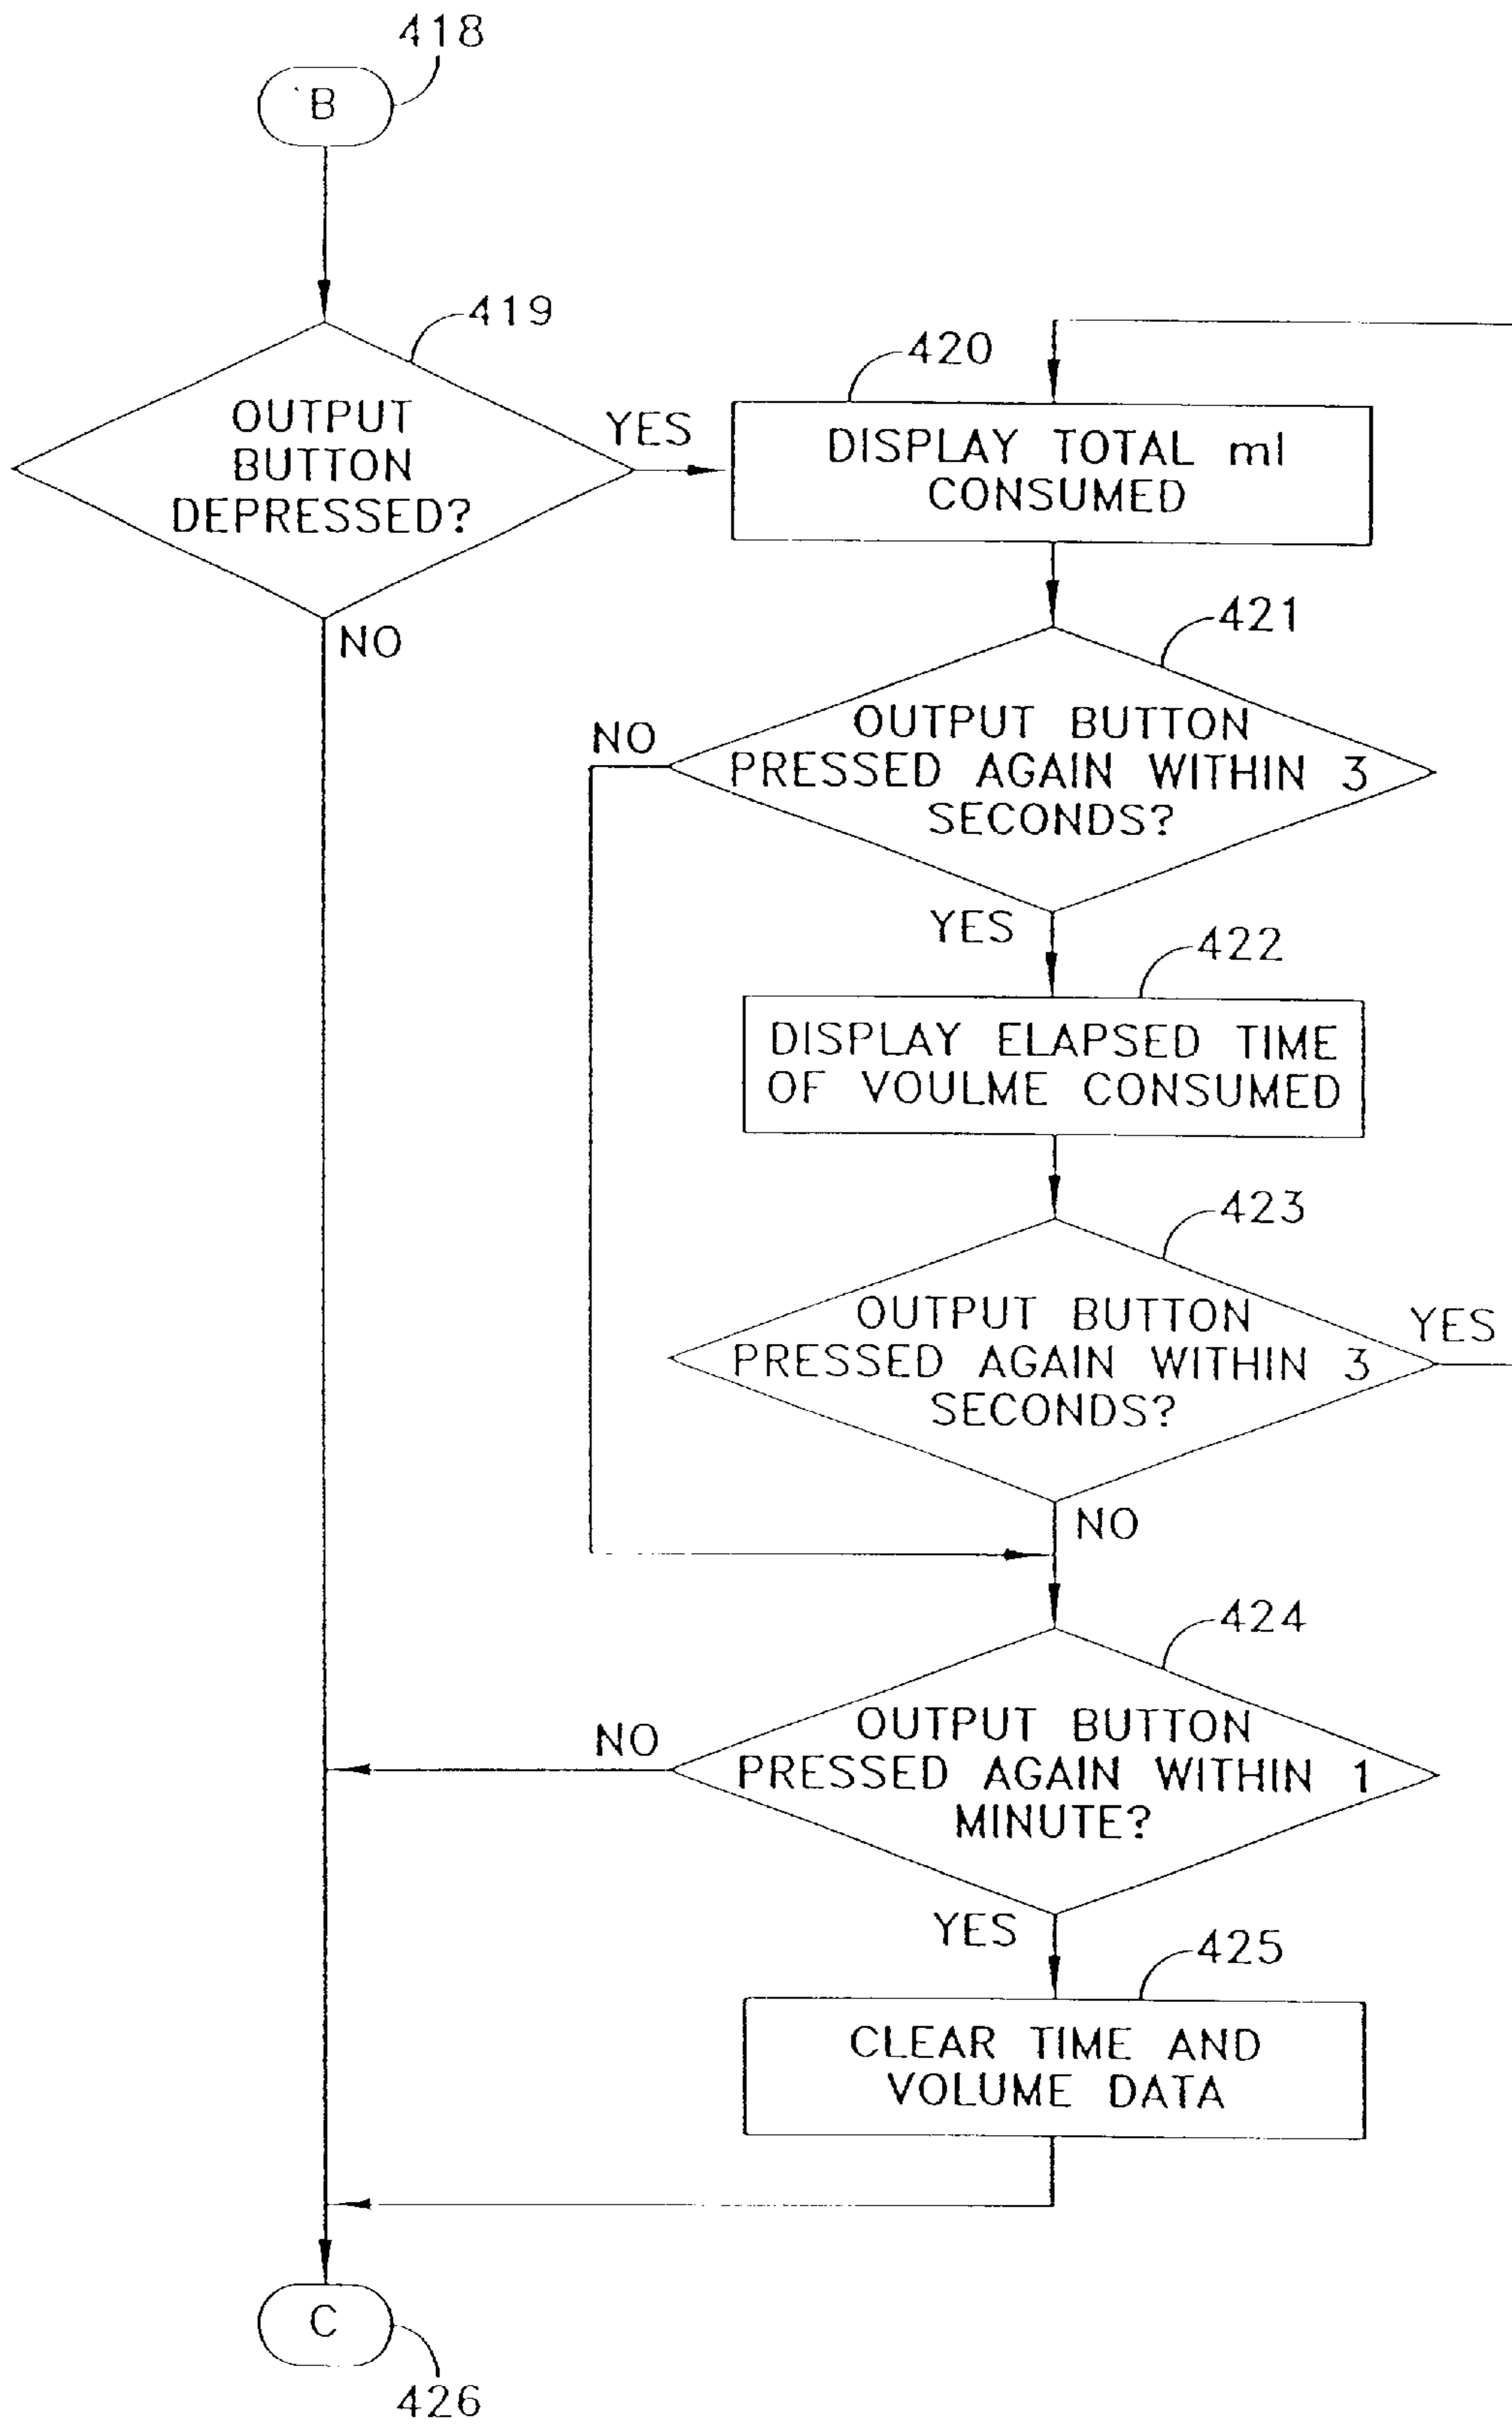 418
B
419
OUTPUT
BUTTON
DEPRESSED?
YES
NO
420
DISPLAY TOTAL ml
CONSUMED
421
OUTPUT BUTTON
PRESSED AGAIN WITHIN 3
SECONDS?
NO
YES
422
DISPLAY ELAPSED TIME
OF VOULME CONSUMED
423
OUTPUT BUTTON
PRESSED AGAIN WITHIN 3
SECONDS?
YES
NO
424
OUTPUT BUTTON
PRESSED AGAIN WITHIN 1
MINUTE?
NO
YES
425
CLEAR TIME AND
VOLUME DATA
C
426